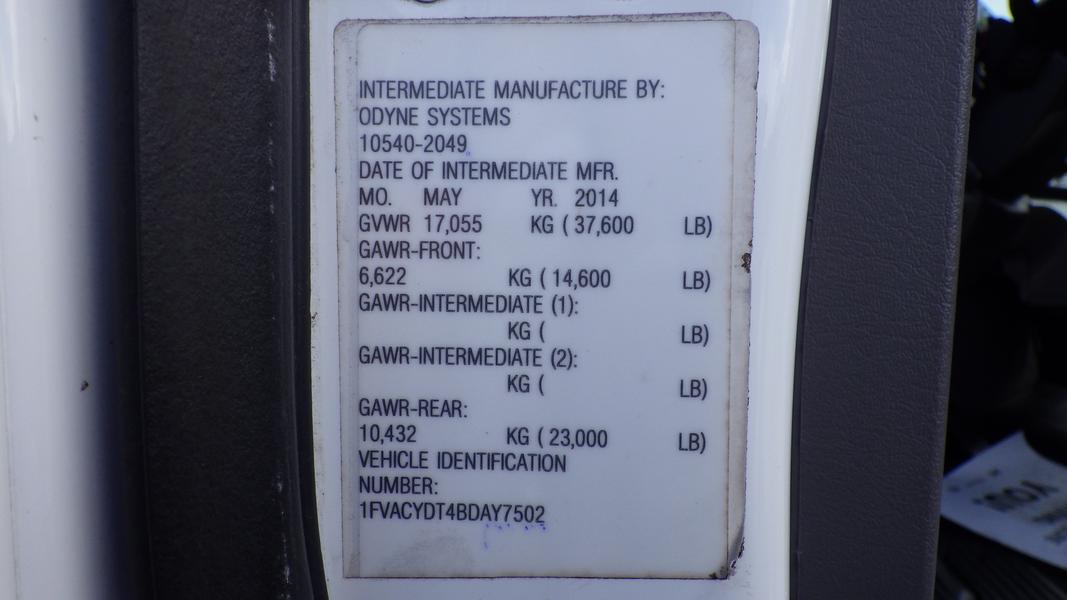 INTERMEDIATE MANUFACTURE BY:
ODYNE SYSTEMS
10540-2049
DATE OF INTERMEDIATE MFR.
MO. MAY YR. 2014
GVWR 17,055 KG ( 37,600 LB)
GAWR-FRONT:
6,622 KG ( 14,600 LB)
GAWR-INTERMEDIATE (1):
KG ( LB)
GAWR-INTERMEDIATE (2):
KG ( LB)
GAWR-REAR:
10,432 KG ( 23,000 LB)
VEHICLE IDENTIFICATION
NUMBER:
1FVACYDT4BDAY7502